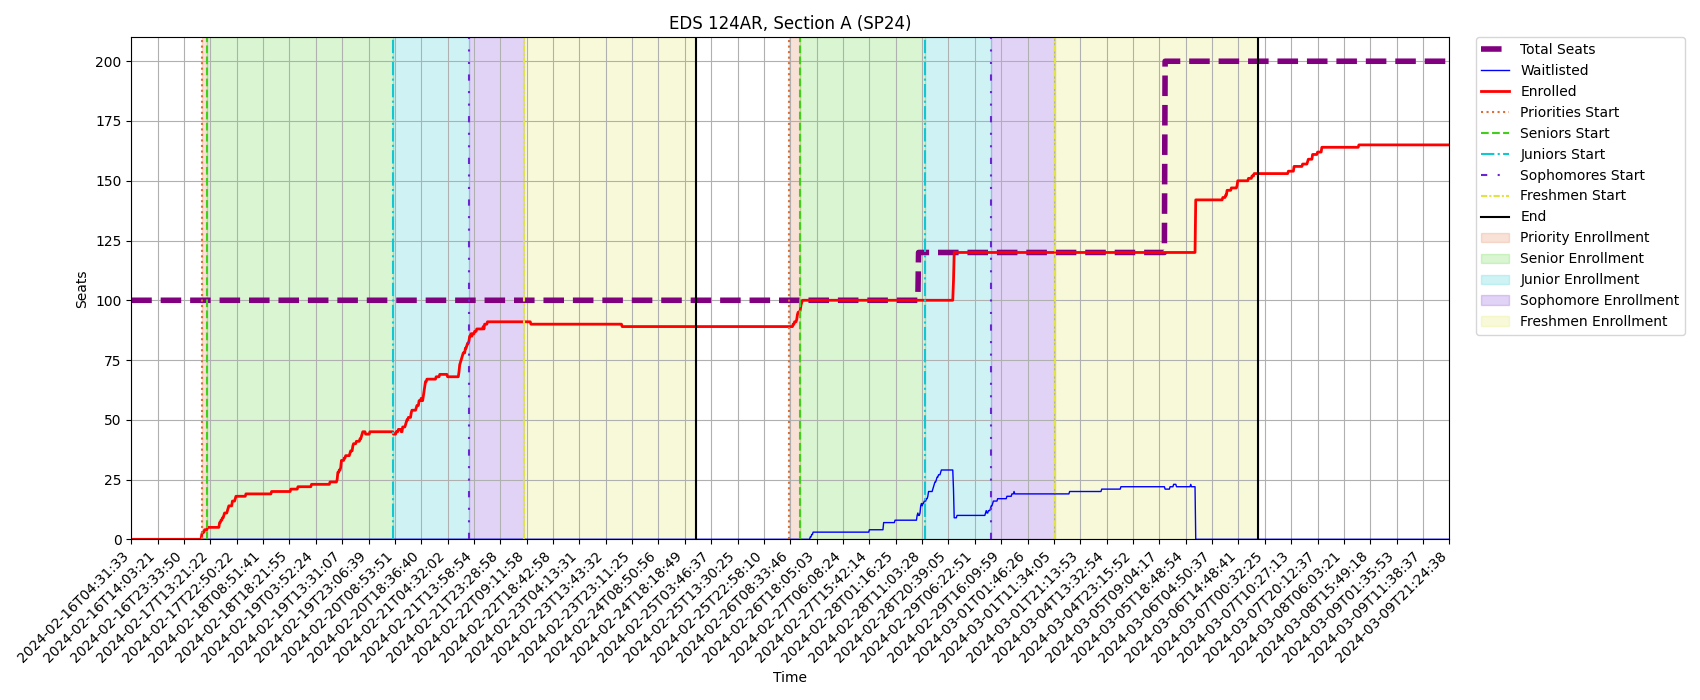 EDS 124AR, Section A (SP24)
200
175
150
125
100
75
50
25
0
Seats
2024-02-16T04:31:33
2024-02-16T14:03:21
2024-02-16T23:33:50
2024-02-17T13:21:22
2024-02-17T22:50:22
2024-02-18T08:51:41
2024-02-18T18:21:55
2024-02-19T03:52:24
2024-02-19T13:31:07
2024-02-19T23:06:39
2024-02-20T08:53:51
2024-02-20T18:36:40
2024-02-21T04:32:02
2024-02-21T13:58:54
2024-02-21T23:28:58
2024-02-22T09:11:58
2024-02-22T18:42:58
2024-02-23T04:13:31
2024-02-23T13:43:32
2024-02-23T23:11:25
2024-02-24T08:50:56
2024-02-24T18:18:49
2024-02-25T03:46:37
2024-02-25T13:30:25
2024-02-25T22:58:10
2024-02-26T08:33:46
2024-02-26T18:05:03
2024-02-27T06:08:24
2024-02-27T15:42:14
2024-02-28T01:16:25
2024-02-28T11:03:28
2024-02-28T20:39:05
2024-02-29T06:22:51
2024-02-29T16:09:59
2024-03-01T01:46:26
2024-03-01T11:34:05
2024-03-01T21:13:53
2024-03-04T18:32:54
2024-03-04T23:15:52
2024-03-05T09:04:17
2024-03-05T18:48:54
2024-03-06T04:50:37
2024-03-06T14:48:41
2024-03-07T00:32:25
2024-03-07T10:27:13
2024-03-07T20:12:37
2024-03-08T06:03:21
2024-03-08T15:49:18
2024-03-09T01:35:53
2024-03-09T11:38:37
2024-03-09T21:24:38
Time
Total Seats
Waitlisted
Enrolled
Priorities Start
Seniors Start
Juniors Start
Sophomores Start
Freshmen Start
End
Priority Enrollment
Senior Enrollment
Junior Enrollment
Sophomore Enrollment
Freshmen Enrollment